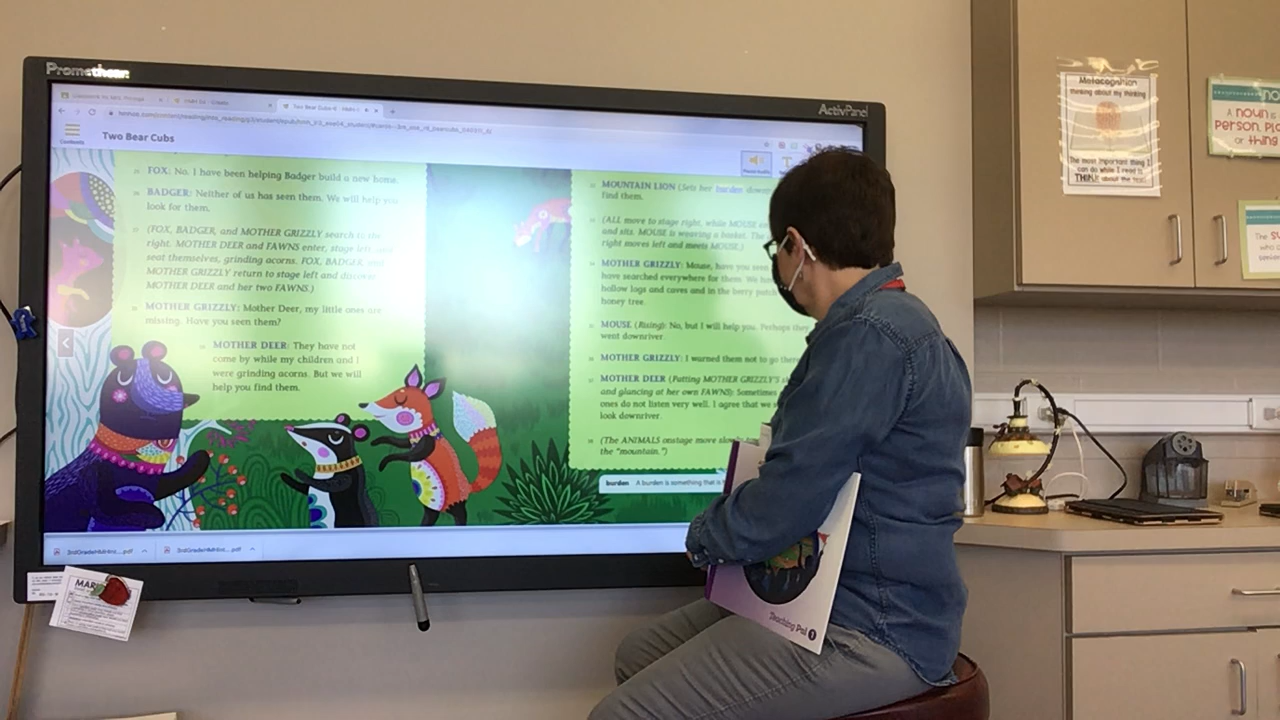 Promethean
ActivPanel
Two Bear Cubs
Contents
FOX: No. I have been helping Badger build a new home.
BADGER: Neither of us has seen them. We will help you
look for them.
(FOX, BADGER, and MOTHER GRIZZLY search to the
right. MOTHER DEER and FAWNS enter, stage left, and
seat themselves, grinding acorns. FOX, BADGER, and
MOTHER GRIZZLY return to stage left and discover
MOTHER DEER and her two FAWNS.)
MOTHER GRIZZLY: Mother Deer, my little ones are
missing. Have you seen them?
MOTHER DEER: They have not
come by while my children and I
were grinding acorns. But we will
help you find them.
MOUNTAIN LION (Sets her burden down
find them.
(ALL move to stage right, while MOUSE
and sits. MOUSE is weaving a basket. The
right moves left and meets MOUSE.)
MOTHER GRIZZLY: Mouse, have you seen
have searched everywhere for them. We
hollow logs and caves and in the berry patch
honey tree.
MOUSE (Rising): No, but I will help you. Perhaps they
went downriver.
MOTHER GRIZZLY: I warned them not to go there
MOTHER DEER (Patting MOTHER GRIZZLY'S
and glancing at her own FAWNS): Sometimes
ones do not listen very well. I agree that we
look downriver.
(The ANIMALS onstage move slowly
the "mountain.")
burden A burden is something that is
Teaching Pal 1
Metacognition
thinking about my thinking
The most important thing I
can do while I read is
THINK about the text.
A noun is
Person, Pl
or thing
The